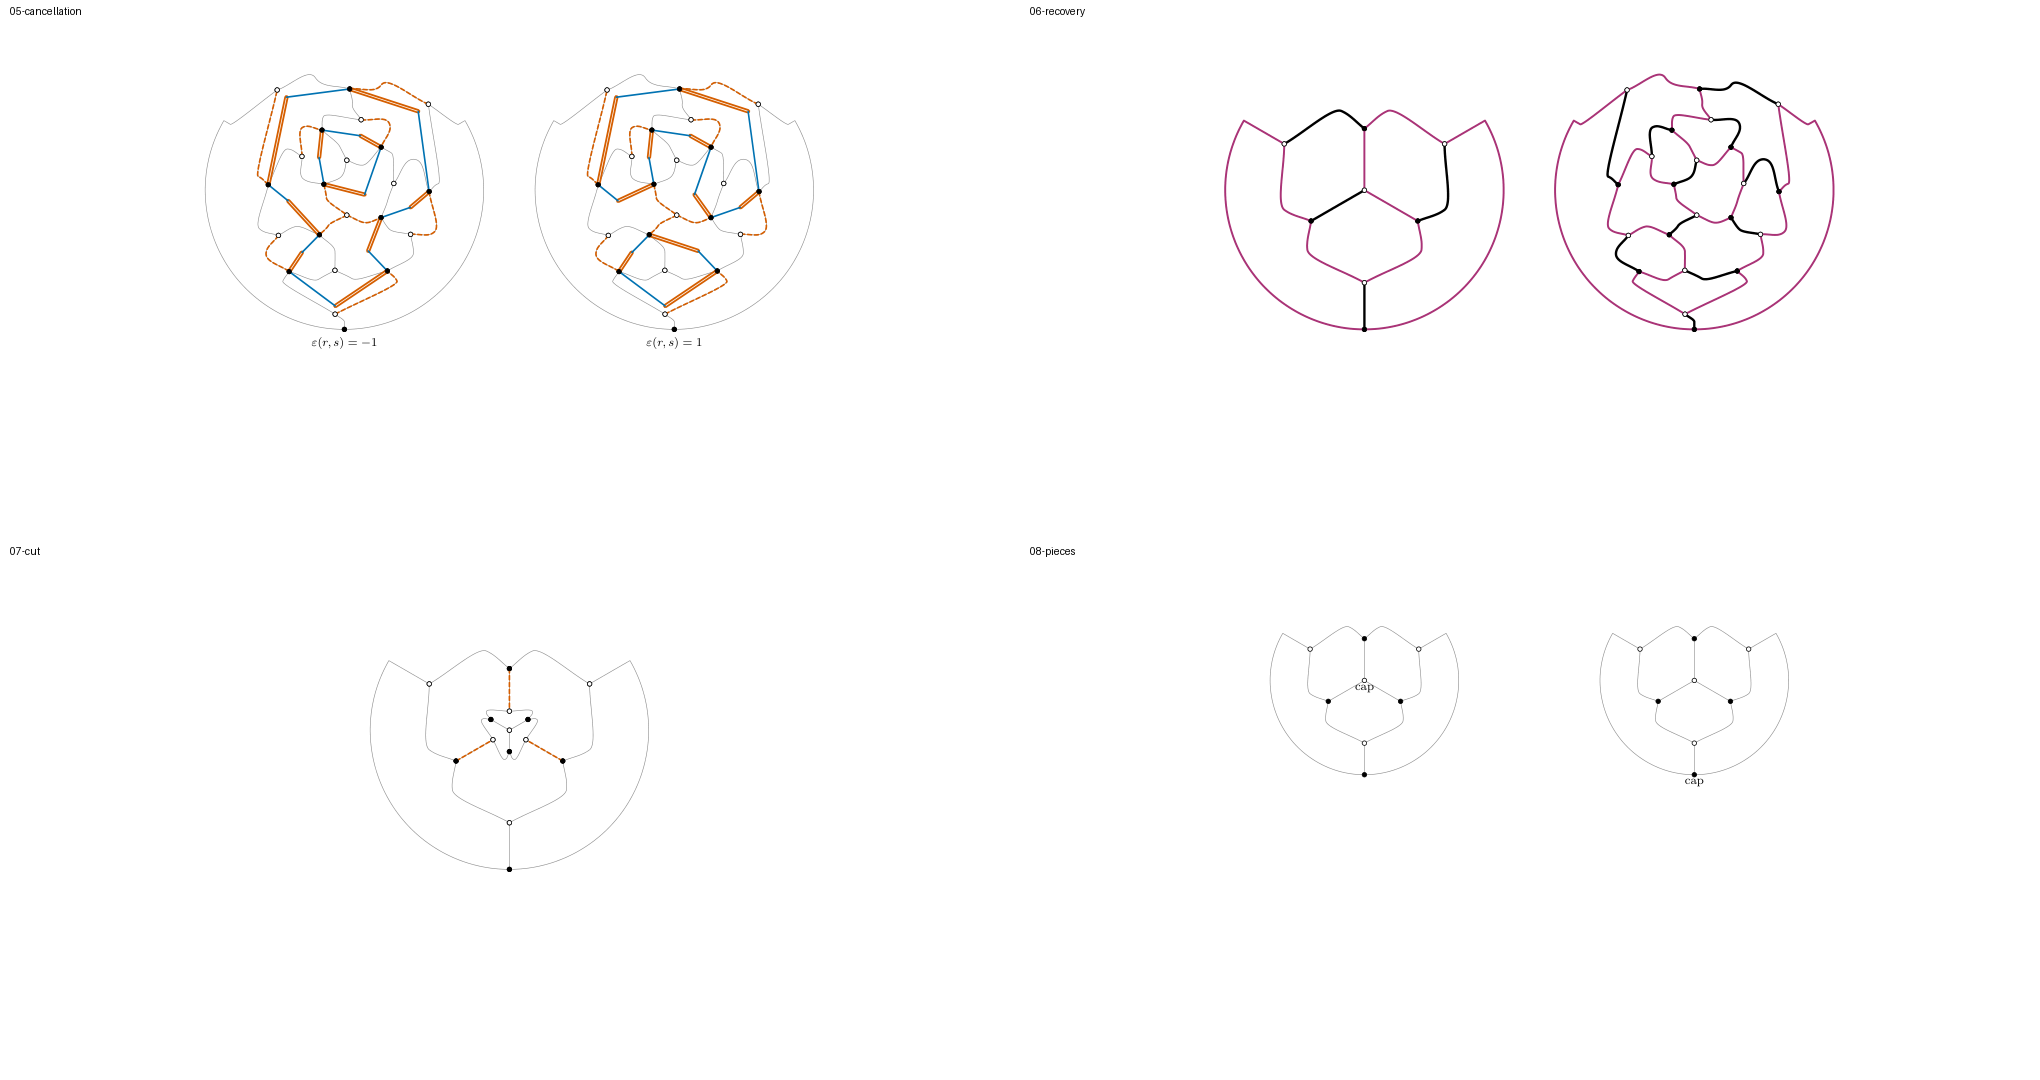 05-cancellation
06-recovery
ε(r, s) = −1
ε(r, s) = 1
07-cut
08-pieces
cap
cap